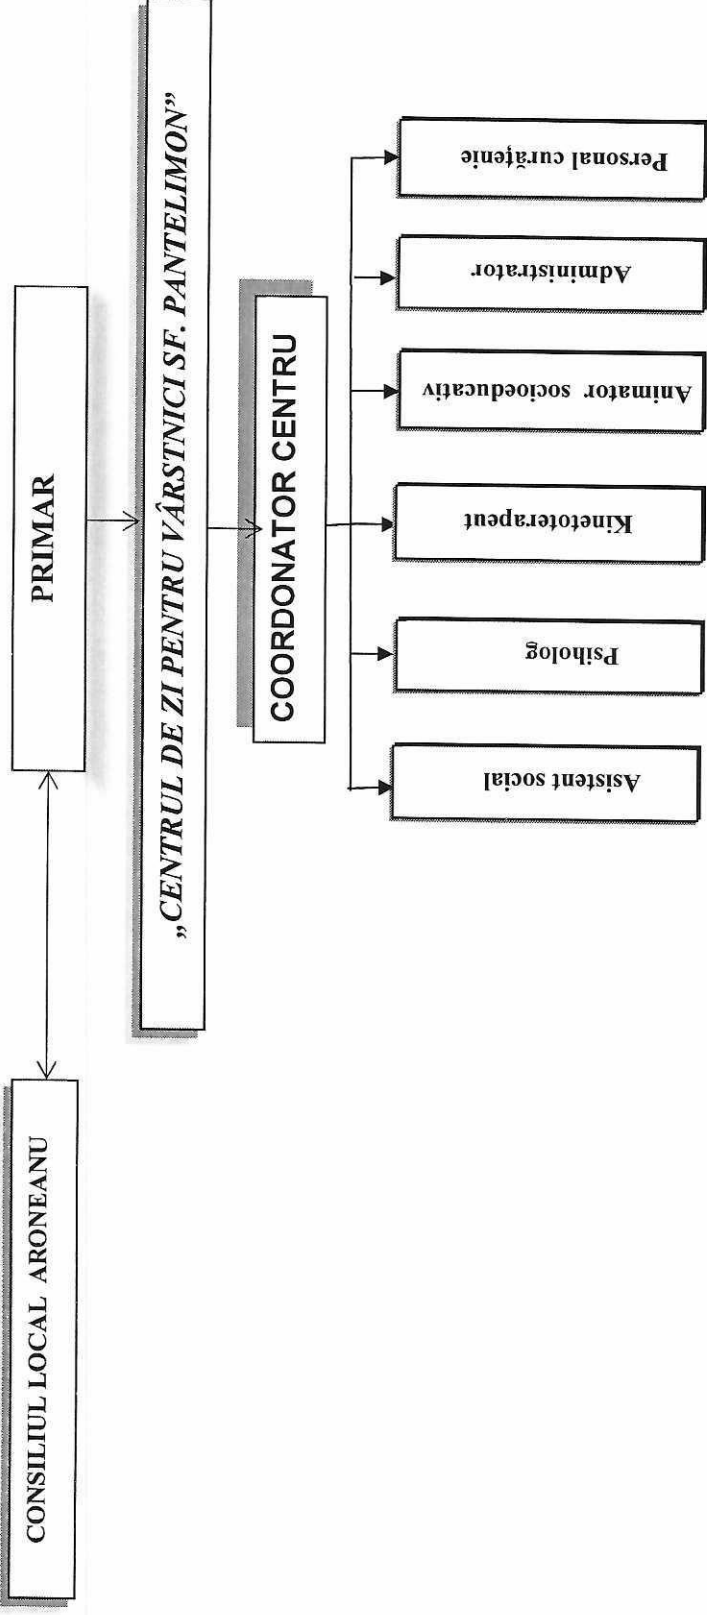 CONSILIUL LOCAL ARONEANU
PRIMAR
„CENTRUL DE ZI PENTRU VÂRSTNICI SF. PANTELIMON”
COORDONATOR CENTRU
Asistent social
Psiholog
Kinetoterapeut
Animator socioeducativ
Administrator
Personal curăţenie